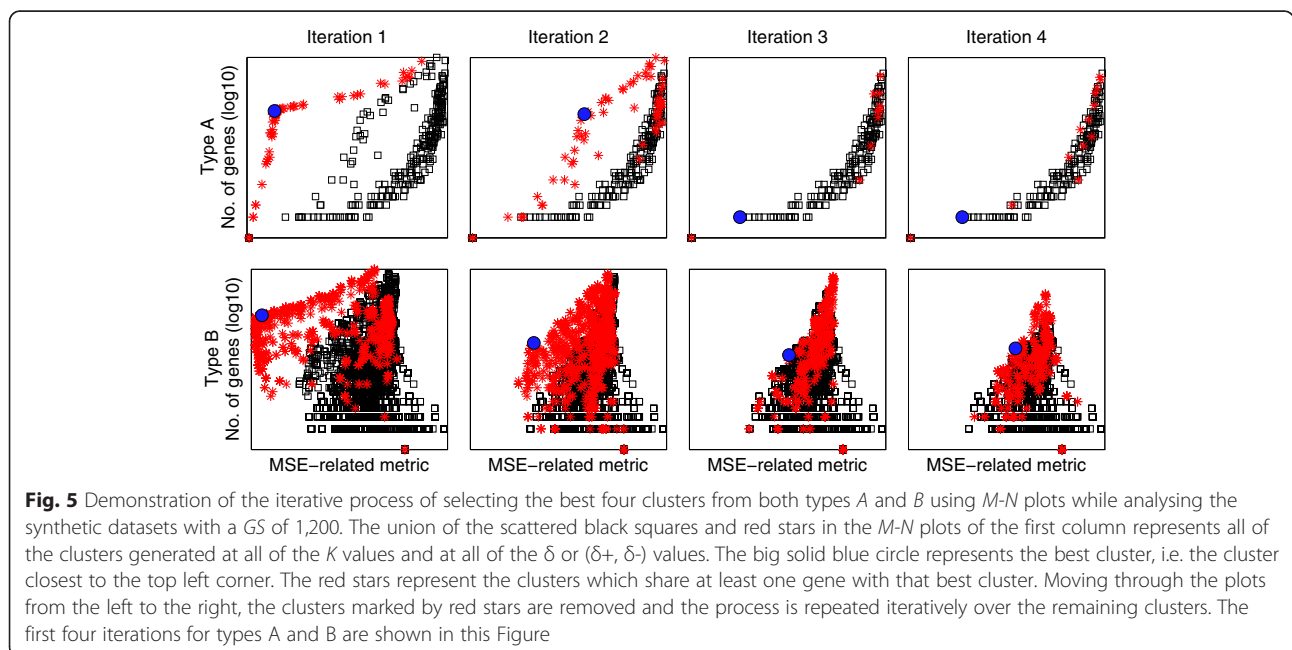 Iteration 1 Iteration 2 Iteration 3 Iteration 4
Type A
No. of genes (log10)
Type B
No. of genes (log10)
MSE−related metric MSE−related metric MSE−related metric MSE−related metric
Fig. 5 Demonstration of the iterative process of selecting the best four clusters from both types A and B using M-N plots while analysing the
synthetic datasets with a GS of 1,200. The union of the scattered black squares and red stars in the M-N plots of the first column represents all of
the clusters generated at all of the K values and at all of the δ or (δ+, δ-) values. The big solid blue circle represents the best cluster, i.e. the cluster
closest to the top left corner. The red stars represent the clusters which share at least one gene with that best cluster. Moving through the plots
from the left to the right, the clusters marked by red stars are removed and the process is repeated iteratively over the remaining clusters. The
first four iterations for types A and B are shown in this Figure